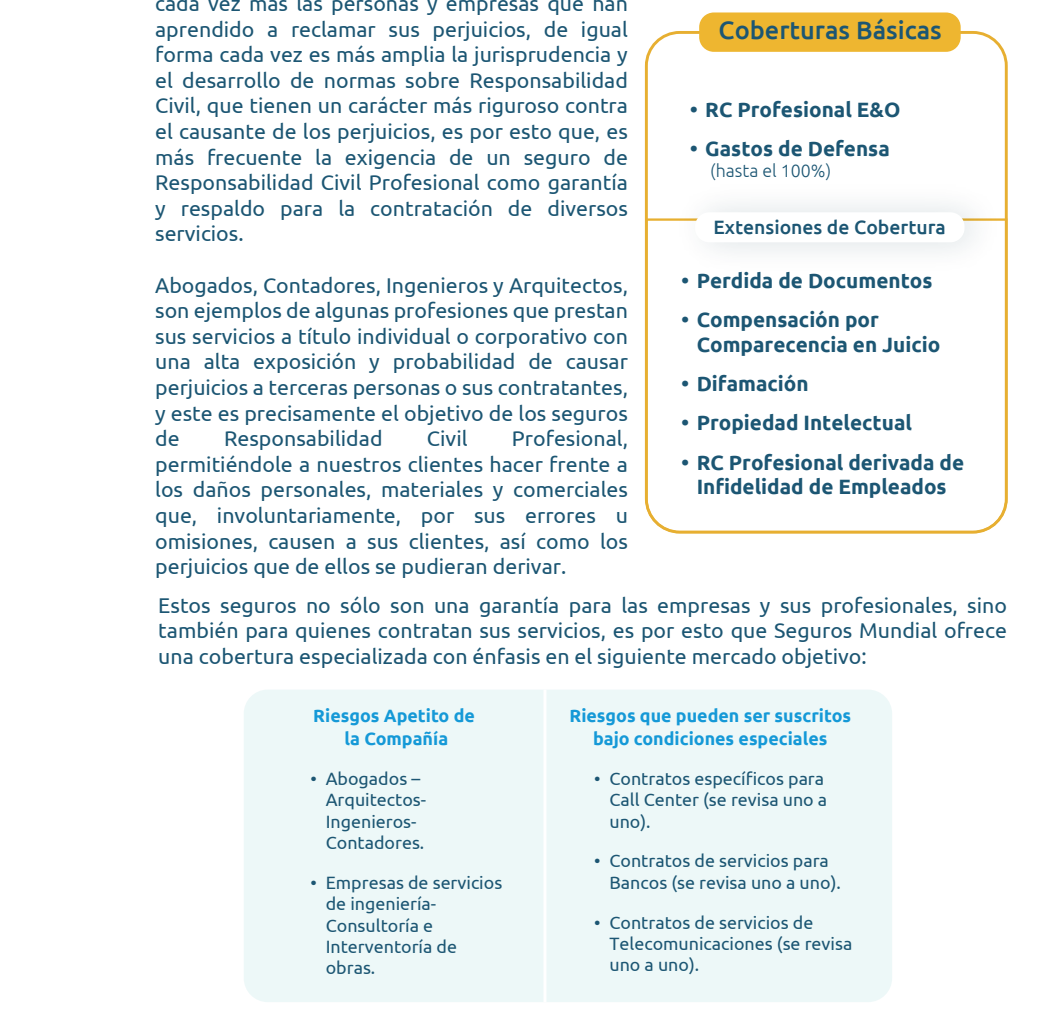 cada vez más las personas y empresas que han
aprendido a reclamar sus perjuicios, de igual
forma cada vez es más amplia la jurisprudencia y
el desarrollo de normas sobre Responsabilidad
Civil, que tienen un carácter más riguroso contra
el causante de los perjuicios, es por esto que, es
más frecuente la exigencia de un seguro de
Responsabilidad Civil Profesional como garantía
y respaldo para la contratación de diversos
servicios.
Abogados, Contadores, Ingenieros y Arquitectos,
son ejemplos de algunas profesiones que prestan
sus servicios a título individual o corporativo con
una alta exposición y probabilidad de causar
perjuicios a terceras personas o sus contratantes,
y este es precisamente el objetivo de los seguros
de Responsabilidad Civil Profesional,
permitiéndole a nuestros clientes hacer frente a
los daños personales, materiales y comerciales
que, involuntariamente, por sus errores u
omisiones, causen a sus clientes, así como los
perjuicios que de ellos se pudieran derivar.
Coberturas Básicas
• RC Profesional E&O
• Gastos de Defensa
(hasta el 100%)
Extensiones de Cobertura
• Perdida de Documentos
• Compensación por
Comparecencia en Juicio
• Difamación
• Propiedad Intelectual
• RC Profesional derivada de
Infidelidad de Empleados
Estos seguros no sólo son una garantía para las empresas y sus profesionales, sino
también para quienes contratan sus servicios, es por esto que Seguros Mundial ofrece
una cobertura especializada con énfasis en el siguiente mercado objetivo:
Riesgos Apetito de
la Compañía
• Abogados –
Arquitectos-
Ingenieros-
Contadores.
• Empresas de servicios
de ingeniería-
Consultoría e
Interventoría de
obras.
Riesgos que pueden ser suscritos
bajo condiciones especiales
• Contratos específicos para
Call Center (se revisa uno a
uno).
• Contratos de servicios para
Bancos (se revisa uno a uno).
• Contratos de servicios de
Telecomunicaciones (se revisa
uno a uno).